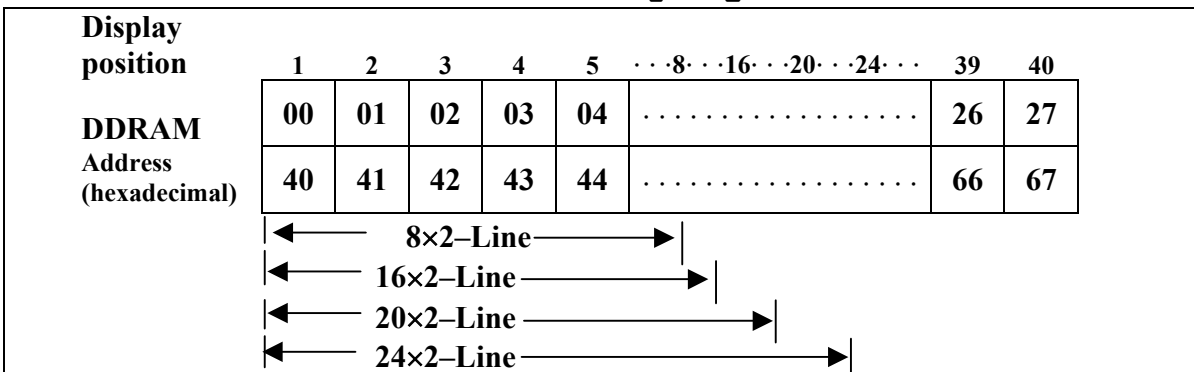 Display
position 1 2 3 4 5 · · ·8· · ·16· · ·20· · ·24· · · 39 40
DDRAM 00 01 02 03 04 . . . . . . . . . . . . . . . . . . 26 27
Address
(hexadecimal) 40 41 42 43 44 . . . . . . . . . . . . . . . . . . 66 67
8×2–Line
16×2–Line
20×2–Line
24×2–Line